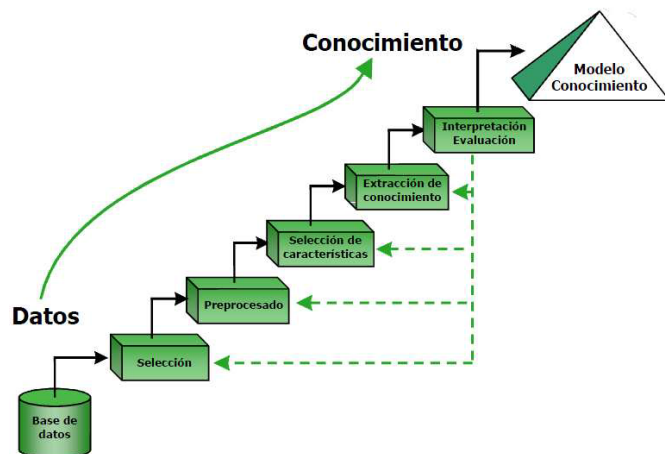 Conocimiento
Modelo
Conocimiento
Interpretación
Evaluación
Extracción de
conocimiento
Selección de
características
Preprocesado
Datos
Selección
Base de
datos